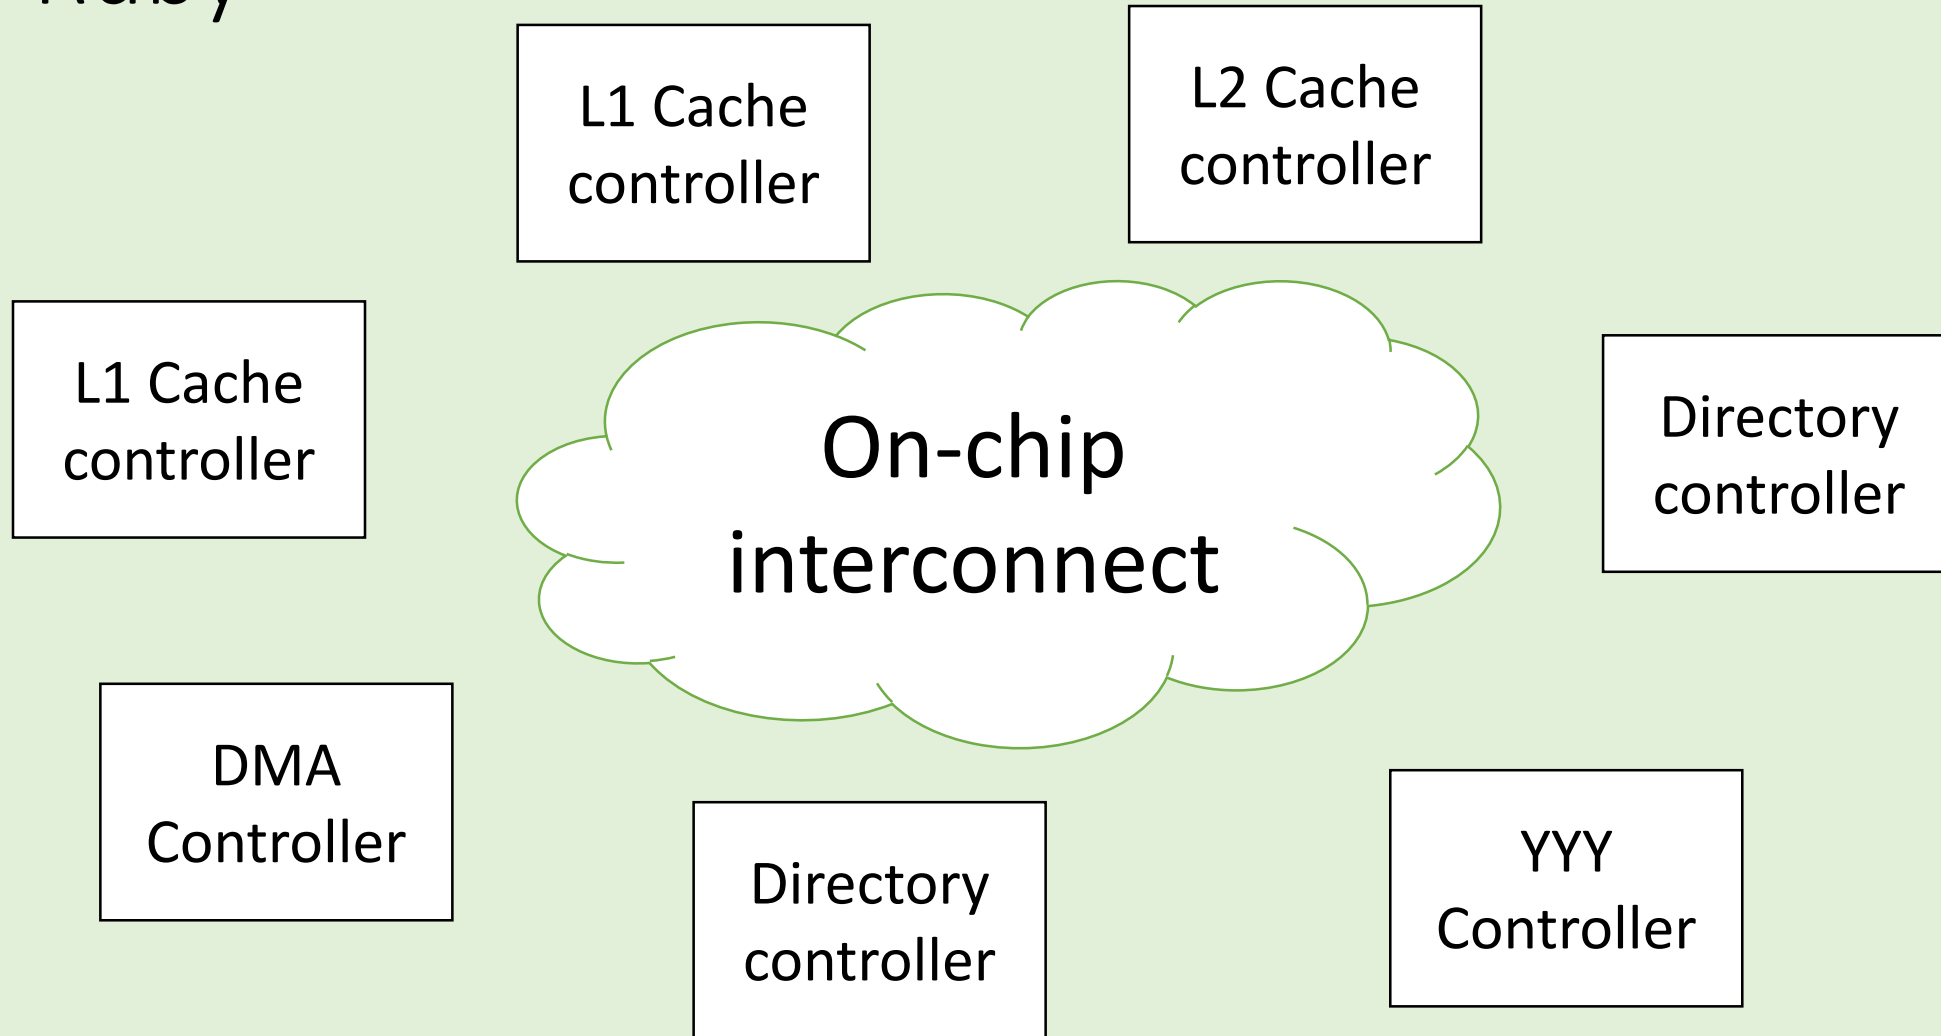 Ruby
L1 Cache
controller
L2 Cache
controller
L1 Cache
controller
On-chip
interconnect
Directory
controller
DMA
Controller
Directory
controller
YYY
Controller